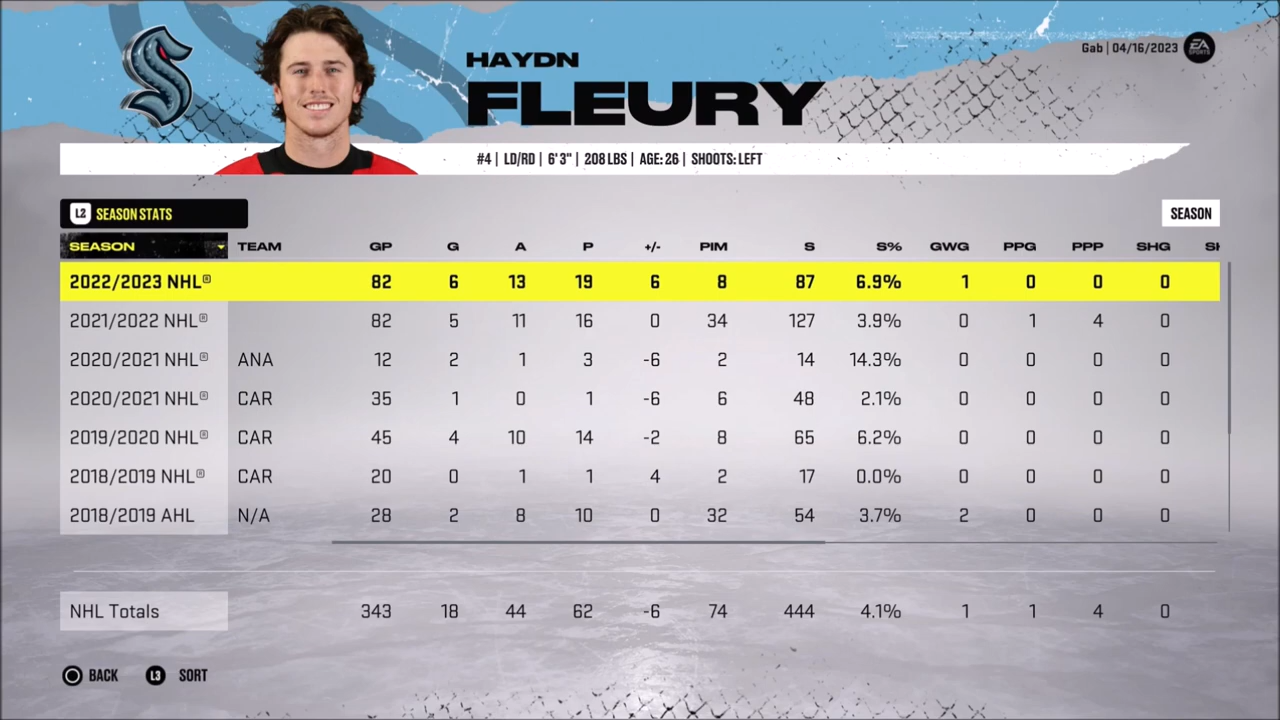 HAYDN
FLEURY
Gab | 04/16/2023
EA SPORTS
#4 | LD/RD | 6' 3" | 208 LBS | AGE: 26 | SHOOTS: LEFT
L2 SEASON STATS
SEASON
SEASON TEAM GP G A P +/- PIM S S% GWG PPG PPP SHG
2022/2023 NHL® 82 6 13 19 6 8 87 6.9% 1 0 0 0
2021/2022 NHL® 82 5 11 16 0 34 127 3.9% 0 1 4 0
2020/2021 NHL® ANA 12 2 1 3 -6 2 14 14.3% 0 0 0 0
2020/2021 NHL® CAR 35 1 0 1 -6 6 48 2.1% 0 0 0 0
2019/2020 NHL® CAR 45 4 10 14 -2 8 65 6.2% 0 0 0 0
2018/2019 NHL® CAR 20 0 1 1 4 2 17 0.0% 0 0 0 0
2018/2019 AHL N/A 28 2 8 10 0 32 54 3.7% 2 0 0 0
NHL Totals 343 18 44 62 -6 74 444 4.1% 1 1 4 0
BACK L3 SORT